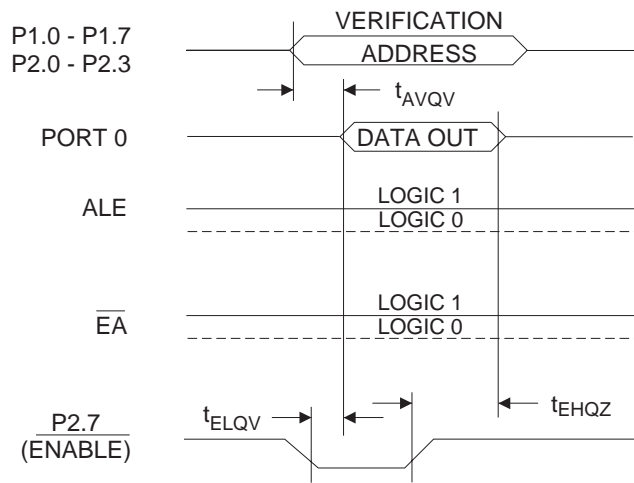 VERIFICATION
P1.0 - P1.7
P2.0 - P2.3
ADDRESS
tAVQV
PORT 0
DATA OUT
ALE
LOGIC 1
LOGIC 0
EA
LOGIC 1
LOGIC 0
P2.7
(ENABLE)
tELQV
tEHQZ